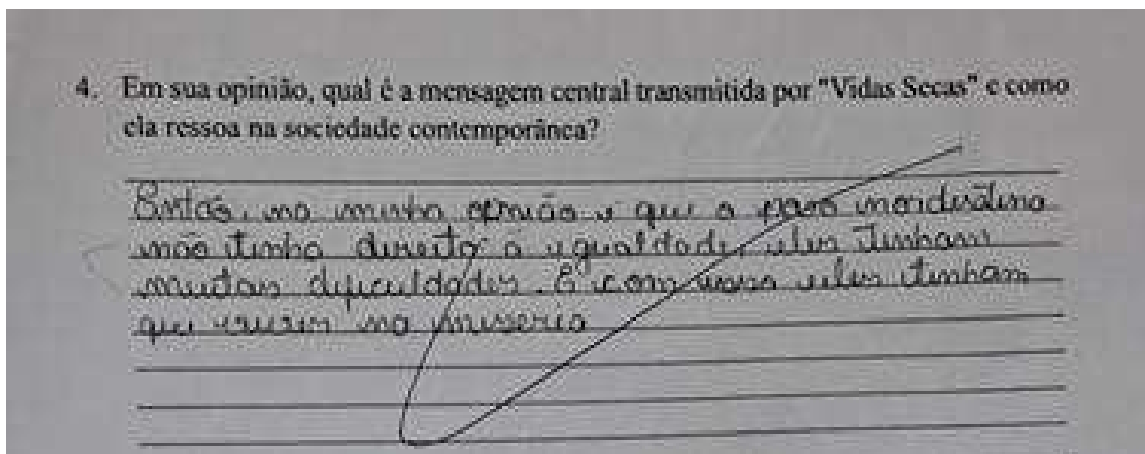 4. Em sua opinião, qual é a mensagem central transmitida por "Vidas Secas" e como
ela ressoa na sociedade contemporânea?
Então, na minha opinião e que o povo nordestino
não tinha direito a igualdade, eles tinham
muitas dificuldades. E com isso eles tinham
que viver na miseria